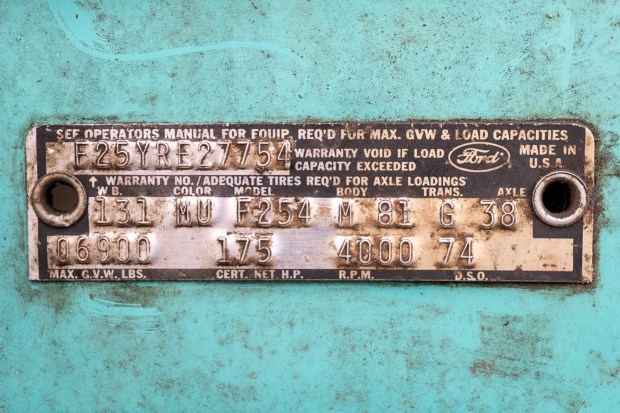 SEE OPERATORS MANUAL FOR EQUIP. REQ'D FOR MAX. GVW & LOAD CAPACITIES
F25YRE27754 WARRANTY VOID IF LOAD CAPACITY EXCEEDED Ford MADE IN U.S.A
↑ WARRANTY NO./ADEQUATE TIRES REQ'D FOR AXLE LOADINGS
W.B. COLOR MODEL BODY TRANS. AXLE
131 MU F254 M 8I G 38
06900 175 4000 74
MAX. G.V.W. LBS. CERT. NET H.P. R.P.M. D.S.O.